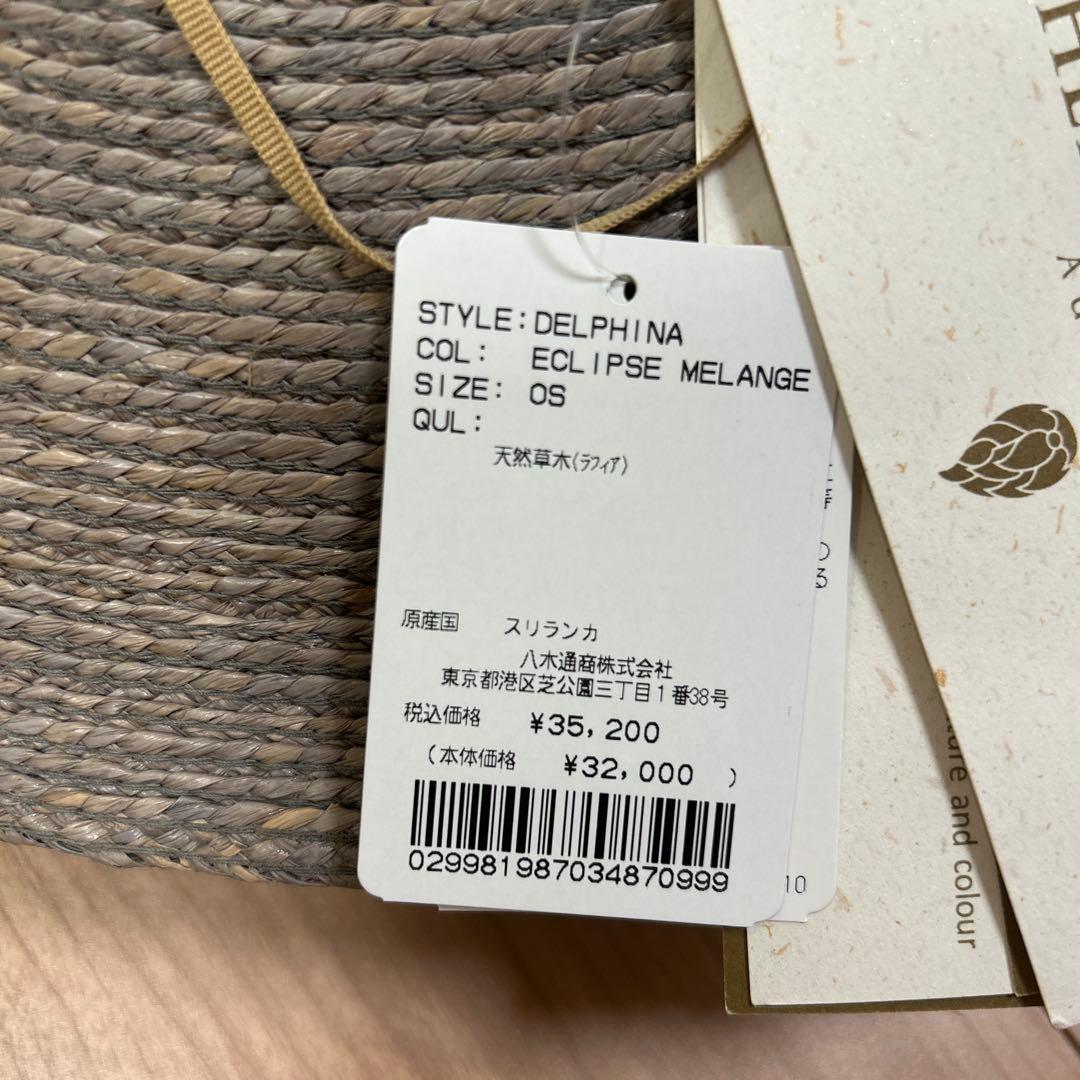 STYLE:DELPHINA
COL: ECLIPSE MELANGE
SIZE: OS
QUL:
天然草木(ラフィア)
原産国 スリランカ
八木通商株式会社
東京都港区芝公園三丁目1番38号
税込価格 ¥35,200
(本体価格 ¥32,000 )
029981987034870999
10
and colour